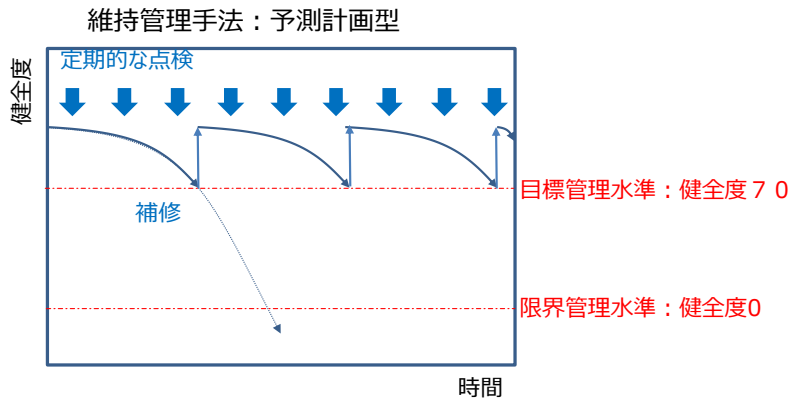 維持管理手法：予測計画型
定期的な点検
健全度
目標管理水準：健全度７０
補修
限界管理水準：健全度0
時間